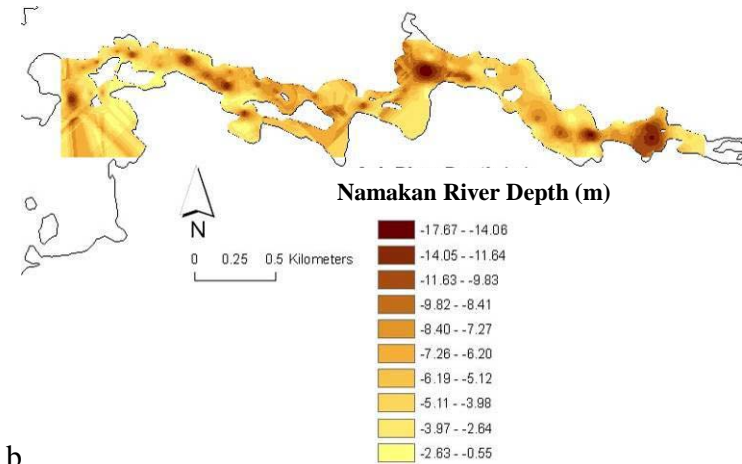 Namakan River Depth (m)
N
0 0.25 0.5 Kilometers
-17.67 - -14.06
-14.05 - -11.64
-11.63 - -9.83
-9.82 - -8.41
-8.40 - -7.27
-7.26 - -6.20
-6.19 - -5.12
-5.11 - -3.98
-3.97 - -2.64
-2.63 - -0.55
b